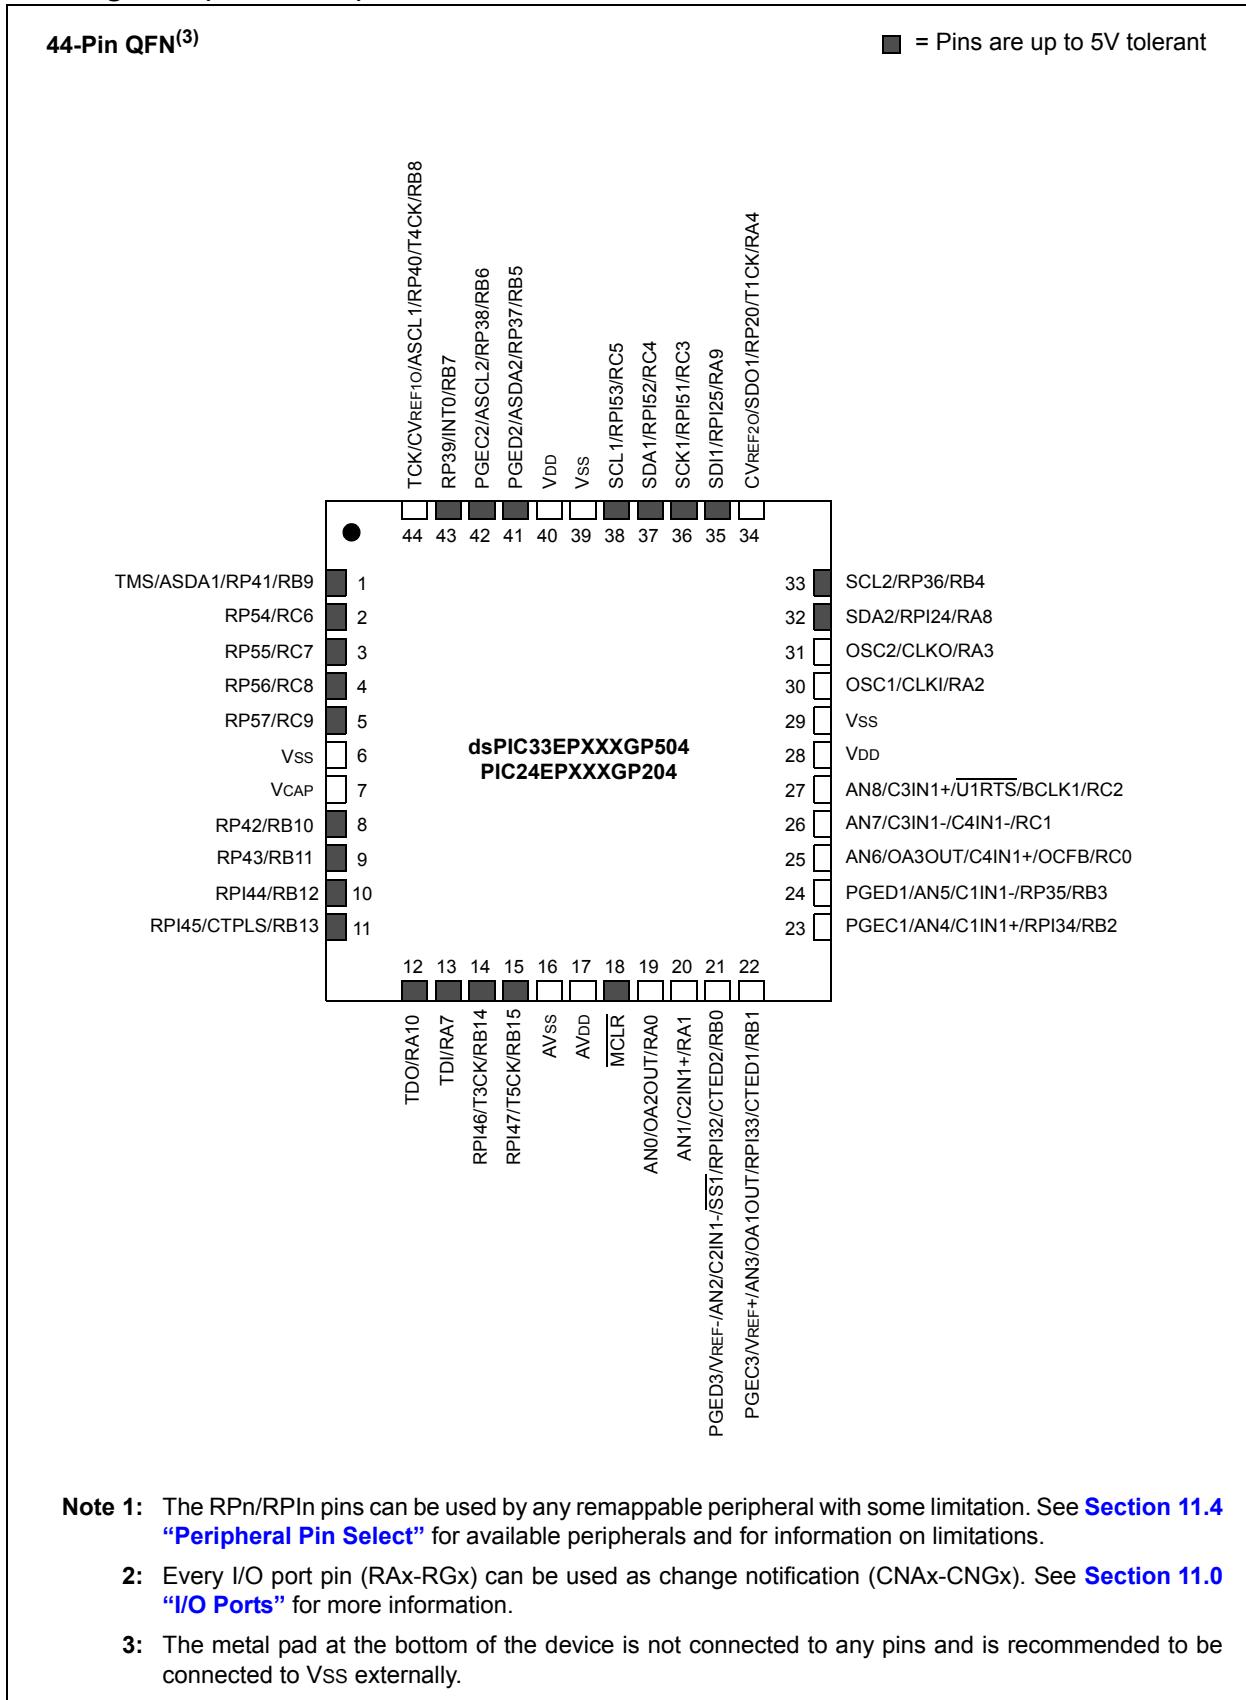 44-Pin QFN(3)
= Pins are up to 5V tolerant
TCK/CVREF1O/ASCL1/RP40/T4CK/RB8
RP39/INT0/RB7
PGEC2/ASCL2/RP38/RB6
PGED2/ASDA2/RP37/RB5
VDD
VSS
SCL1/RPI53/RC5
SDA1/RPI52/RC4
SCK1/RPI51/RC3
SDI1/RPI25/RA9
CVREF2O/SDO1/RP20/T1CK/RA4
44 43 42 41 40 39 38 37 36 35 34
TMS/ASDA1/RP41/RB9 1
RP54/RC6 2
RP55/RC7 3
RP56/RC8 4
RP57/RC9 5
VSS 6
VCAP 7
RP42/RB10 8
RP43/RB11 9
RPI44/RB12 10
RPI45/CTPLS/RB13 11
dsPIC33EPXXXGP504
PIC24EPXXXGP204
33 SCL2/RP36/RB4
32 SDA2/RPI24/RA8
31 OSC2/CLKO/RA3
30 OSC1/CLKI/RA2
29 VSS
28 VDD
27 AN8/C3IN1+/U1RTS/BCLK1/RC2
26 AN7/C3IN1-/C4IN1-/RC1
25 AN6/OA3OUT/C4IN1+/OCFB/RC0
24 PGED1/AN5/C1IN1-/RP35/RB3
23 PGEC1/AN4/C1IN1+/RPI34/RB2
12 13 14 15 16 17 18 19 20 21 22
TDO/RA10
TDI/RA7
RPI46/T3CK/RB14
RPI47/T5CK/RB15
AVSS
AVDD
MCLR
AN0/OA2OUT/RA0
AN1/C2IN1+/RA1
PGED3/VREF-/AN2/C2IN1-/SS1/RPI32/CTED2/RB0
PGEC3/VREF+/AN3/OA1OUT/RPI33/CTED1/RB1
Note 1: The RPn/RPIn pins can be used by any remappable peripheral with some limitation. See Section 11.4
“Peripheral Pin Select” for available peripherals and for information on limitations.
2: Every I/O port pin (RAx-RGx) can be used as change notification (CNAx-CNGx). See Section 11.0
“I/O Ports” for more information.
3: The metal pad at the bottom of the device is not connected to any pins and is recommended to be
connected to VSS externally.